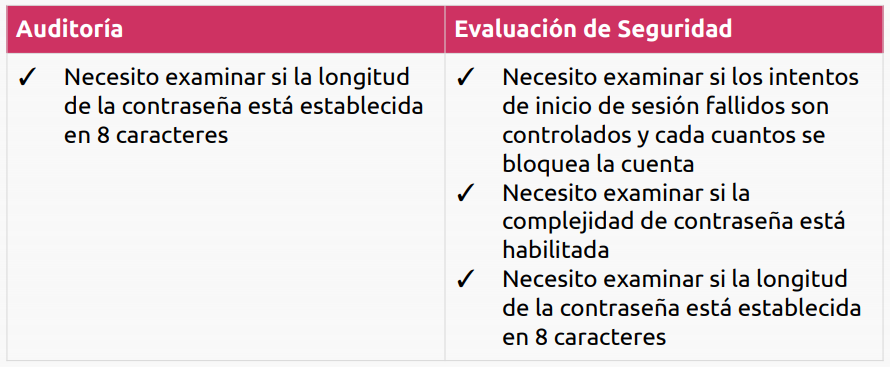 Auditoría
Evaluación de Seguridad
✓ Necesito examinar si la longitud
de la contraseña está establecida
en 8 caracteres
✓ Necesito examinar si los intentos
de inicio de sesión fallidos son
controlados y cada cuantos se
bloquea la cuenta
✓ Necesito examinar si la
complejidad de contraseña está
habilitada
✓ Necesito examinar si la longitud
de la contraseña está establecida
en 8 caracteres